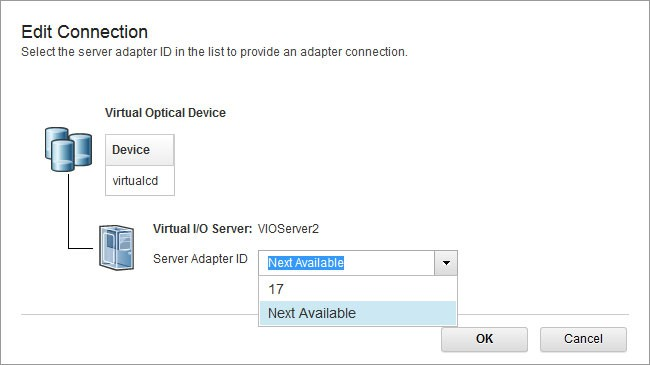 Edit Connection
Select the server adapter ID in the list to provide an adapter connection.
Virtual Optical Device
Device
virtualcd
Virtual I/O Server: VIOServer2
Server Adapter ID Next Available
17
Next Available
OK Cancel